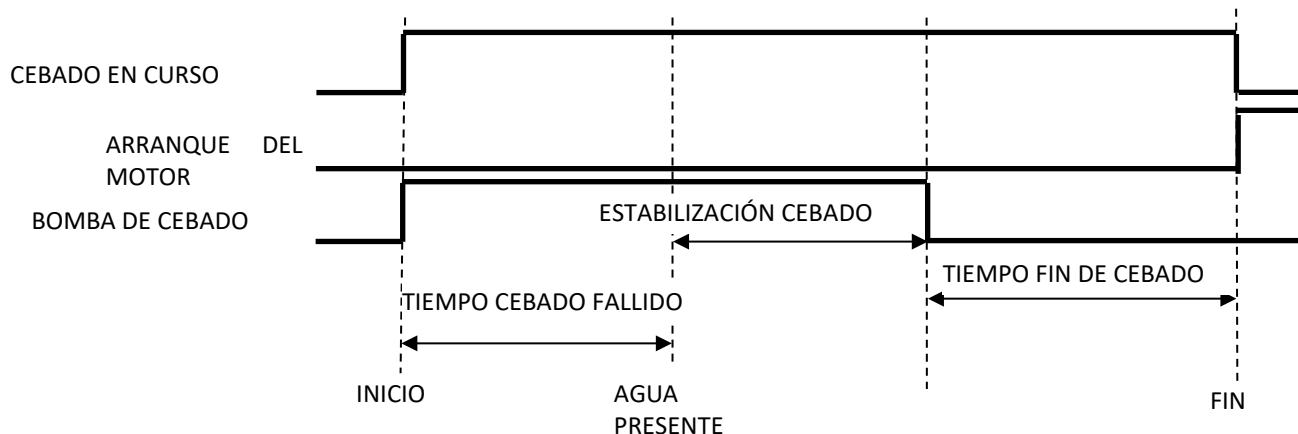 CEBADO EN CURSO
ARRANQUE DEL
MOTOR
BOMBA DE CEBADO
ESTABILIZACIÓN CEBADO
TIEMPO FIN DE CEBADO
TIEMPO CEBADO FALLIDO
INICIO
AGUA
PRESENTE
FIN